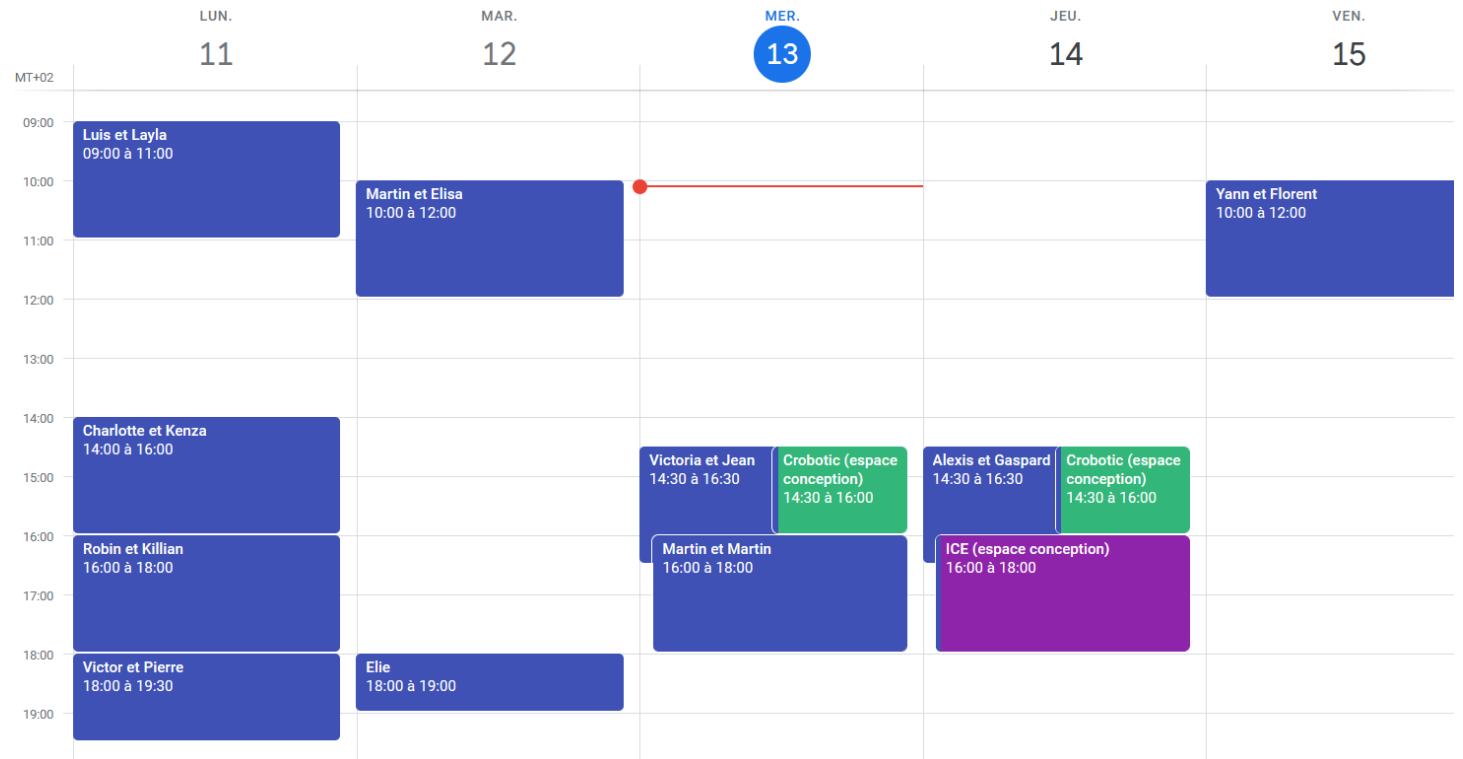 LUN.
MAR.
MER.
JEU.
VEN.
11
12
13
14
15
MT+02
09:00
10:00
11:00
12:00
13:00
14:00
15:00
16:00
17:00
18:00
19:00
Luis et Layla
09:00 à 11:00
Charlotte et Kenza
14:00 à 16:00
Robin et Killian
16:00 à 18:00
Victor et Pierre
18:00 à 19:30
Martin et Elisa
10:00 à 12:00
Elie
18:00 à 19:00
Victoria et Jean
14:30 à 16:30
Crobotic (espace
conception)
14:30 à 16:00
Martin et Martin
16:00 à 18:00
Alexis et Gaspard
14:30 à 16:30
Crobotic (espace
conception)
14:30 à 16:00
ICE (espace conception)
16:00 à 18:00
Yann et Florent
10:00 à 12:00